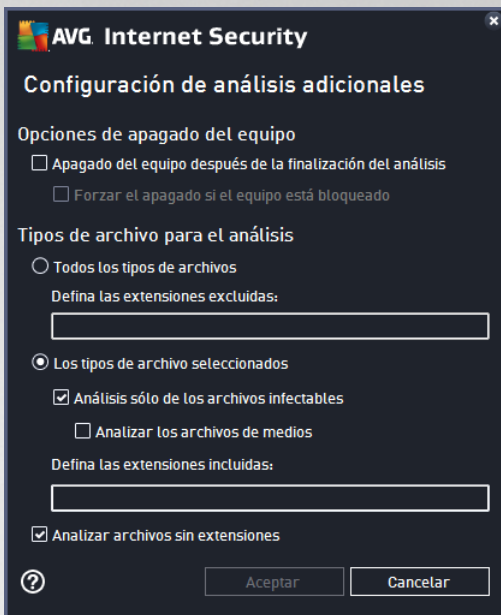 AVG. Internet Security
Configuración de análisis adicionales
Opciones de apagado del equipo
Apagado del equipo después de la finalización del análisis
Forzar el apagado si el equipo está bloqueado
Tipos de archivo para el análisis
Todos los tipos de archivos
Defina las extensiones excluidas:
Los tipos de archivo seleccionados
Análisis sólo de los archivos infectables
Analizar los archivos de medios
Defina las extensiones incluidas:
Analizar archivos sin extensiones
? Aceptar Cancelar